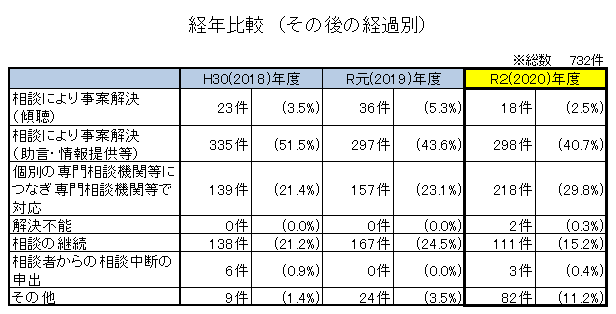 経年比較 （その後の経過別）
※総数 732件
H30(2018)年度 R元(2019)年度 R2(2020)年度
相談により事案解決
（傾聴） 23件 (3.5%) 36件 (5.3%) 18件 (2.5%)
相談により事案解決
（助言・情報提供等） 335件 (51.5%) 297件 (43.6%) 298件 (40.7%)
個別の専門相談機関等に
つなぎ専門相談機関等で
対応 139件 (21.4%) 157件 (23.1%) 218件 (29.8%)
解決不能 0件 (0.0%) 0件 (0.0%) 2件 (0.3%)
相談の継続 138件 (21.2%) 167件 (24.5%) 111件 (15.2%)
相談者からの相談中断の
申出 6件 (0.9%) 0件 (0.0%) 3件 (0.4%)
その他 9件 (1.4%) 24件 (3.5%) 82件 (11.2%)